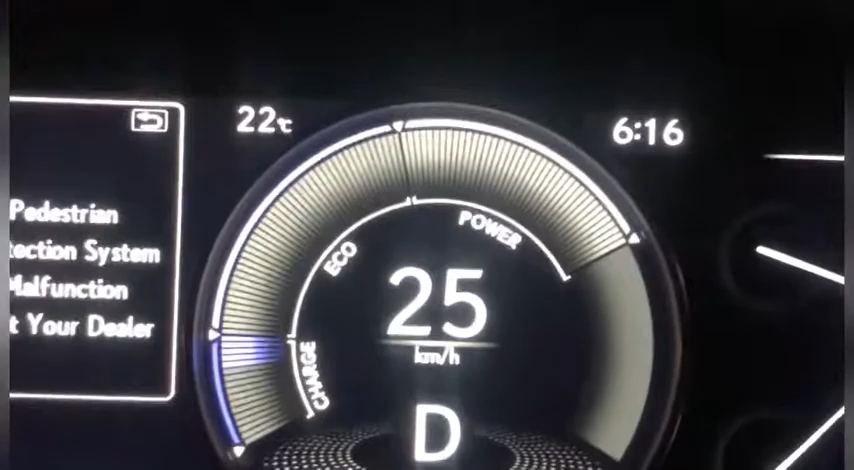 22℃
6:16
Pedestrian
tection System
Malfunction
t Your Dealer
ECO
POWER
CHARGE
25
km/h
D